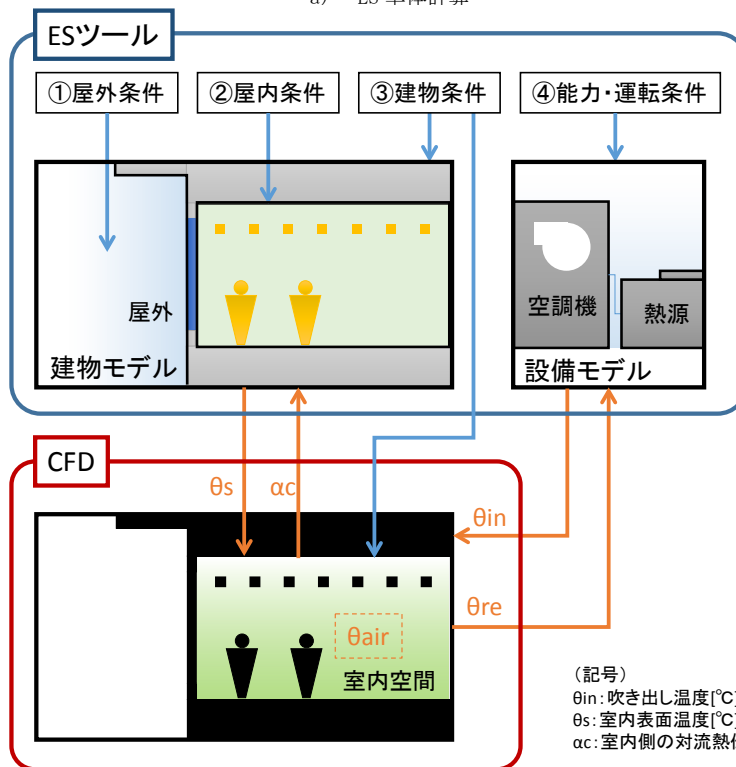 ESツール
①屋外条件
②屋内条件
③建物条件
④能力・運転条件
屋外
建物モデル
空調機
熱源
設備モデル
CFD
θs
αc
θin
θre
θair
室内空間
（記号）
θin：吹き出し温度[℃]
θs：室内表面温度[℃]
αc：室内側の対流熱